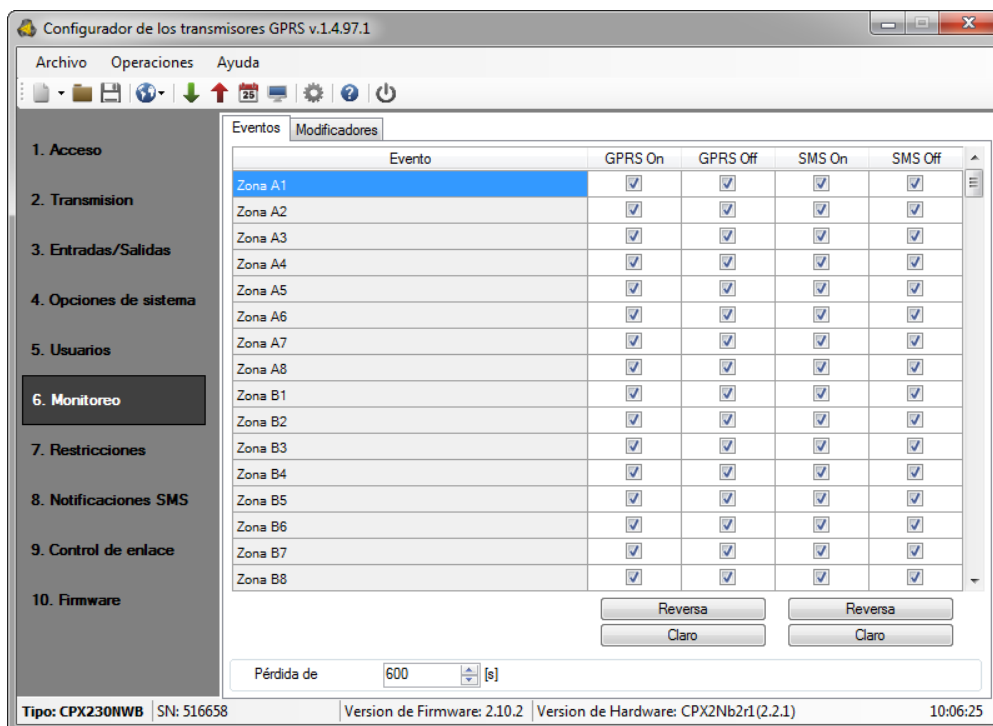 Configurador de los transmisores GPRS v.1.4.97.1
Archivo Operaciones Ayuda
25
1. Acceso
2. Transmision
3. Entradas/Salidas
4. Opciones de sistema
5. Usuarios
6. Monitoreo
7. Restricciones
8. Notificaciones SMS
9. Control de enlace
10. Firmware
Eventos Modificadores
Evento GPRS On GPRS Off SMS On SMS Off
Zona A1
Zona A2
Zona A3
Zona A4
Zona A5
Zona A6
Zona A7
Zona A8
Zona B1
Zona B2
Zona B3
Zona B4
Zona B5
Zona B6
Zona B7
Zona B8
Reversa Reversa
Claro Claro
Pérdida de 600 [s]
Tipo: CPX230NWB SN: 516658 Version de Firmware: 2.10.2 Version de Hardware: CPX2Nb2r1(2.2.1) 10:06:25